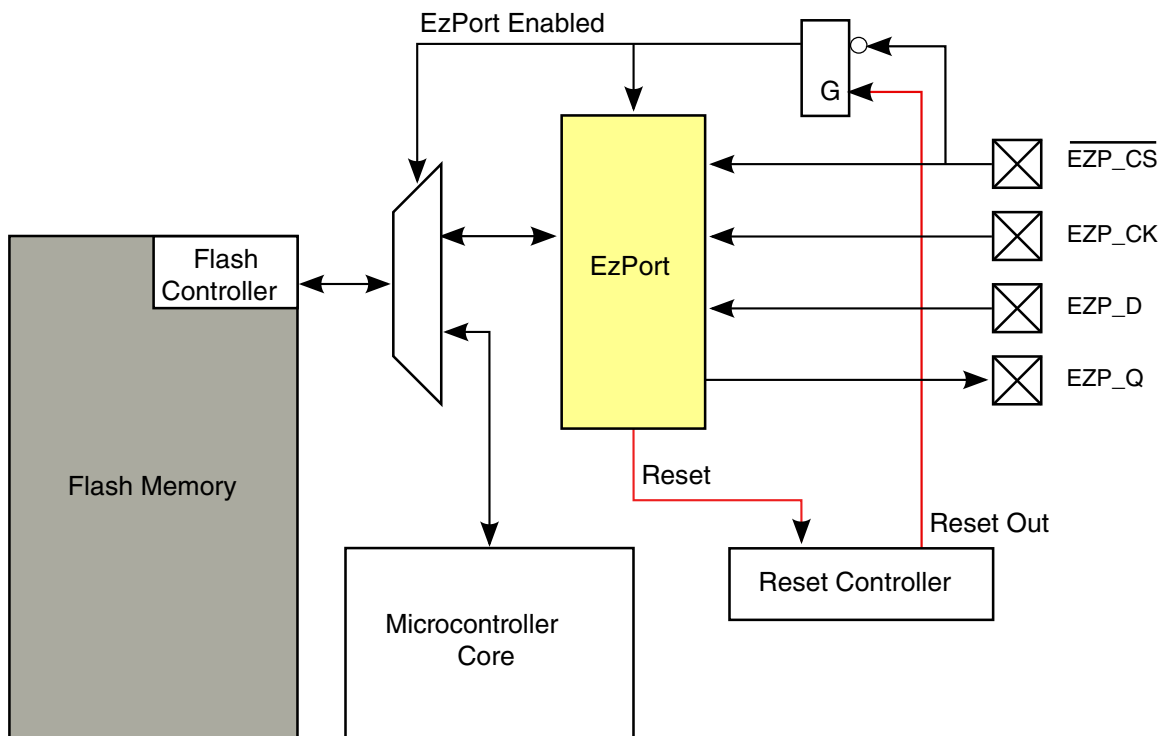 EzPort Enabled
G
EZP_CS
Flash
Controller
EzPort
EZP_CK
EZP_D
EZP_Q
Flash Memory
Reset
Reset Out
Microcontroller
Core
Reset Controller